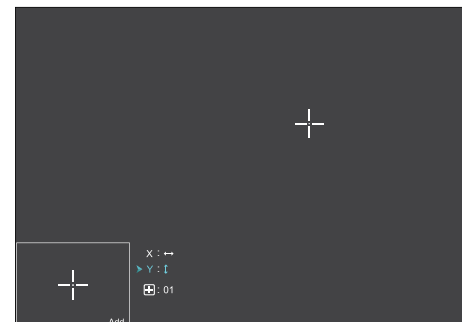 X : ↔
Y : ↕
: 01
Add